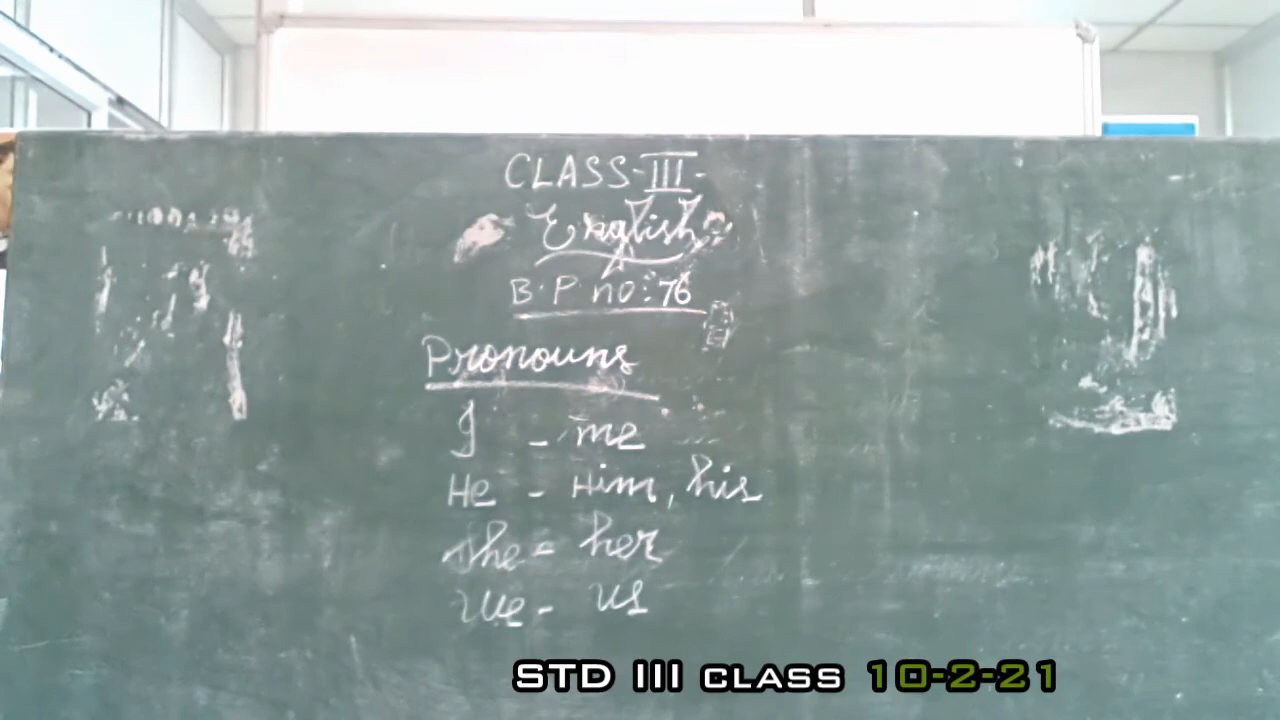 CLASS-III-
English
B.P no:76
Pronouns
I - me
He - Him, his
she - her
we - us
STD III CLASS 10-2-21